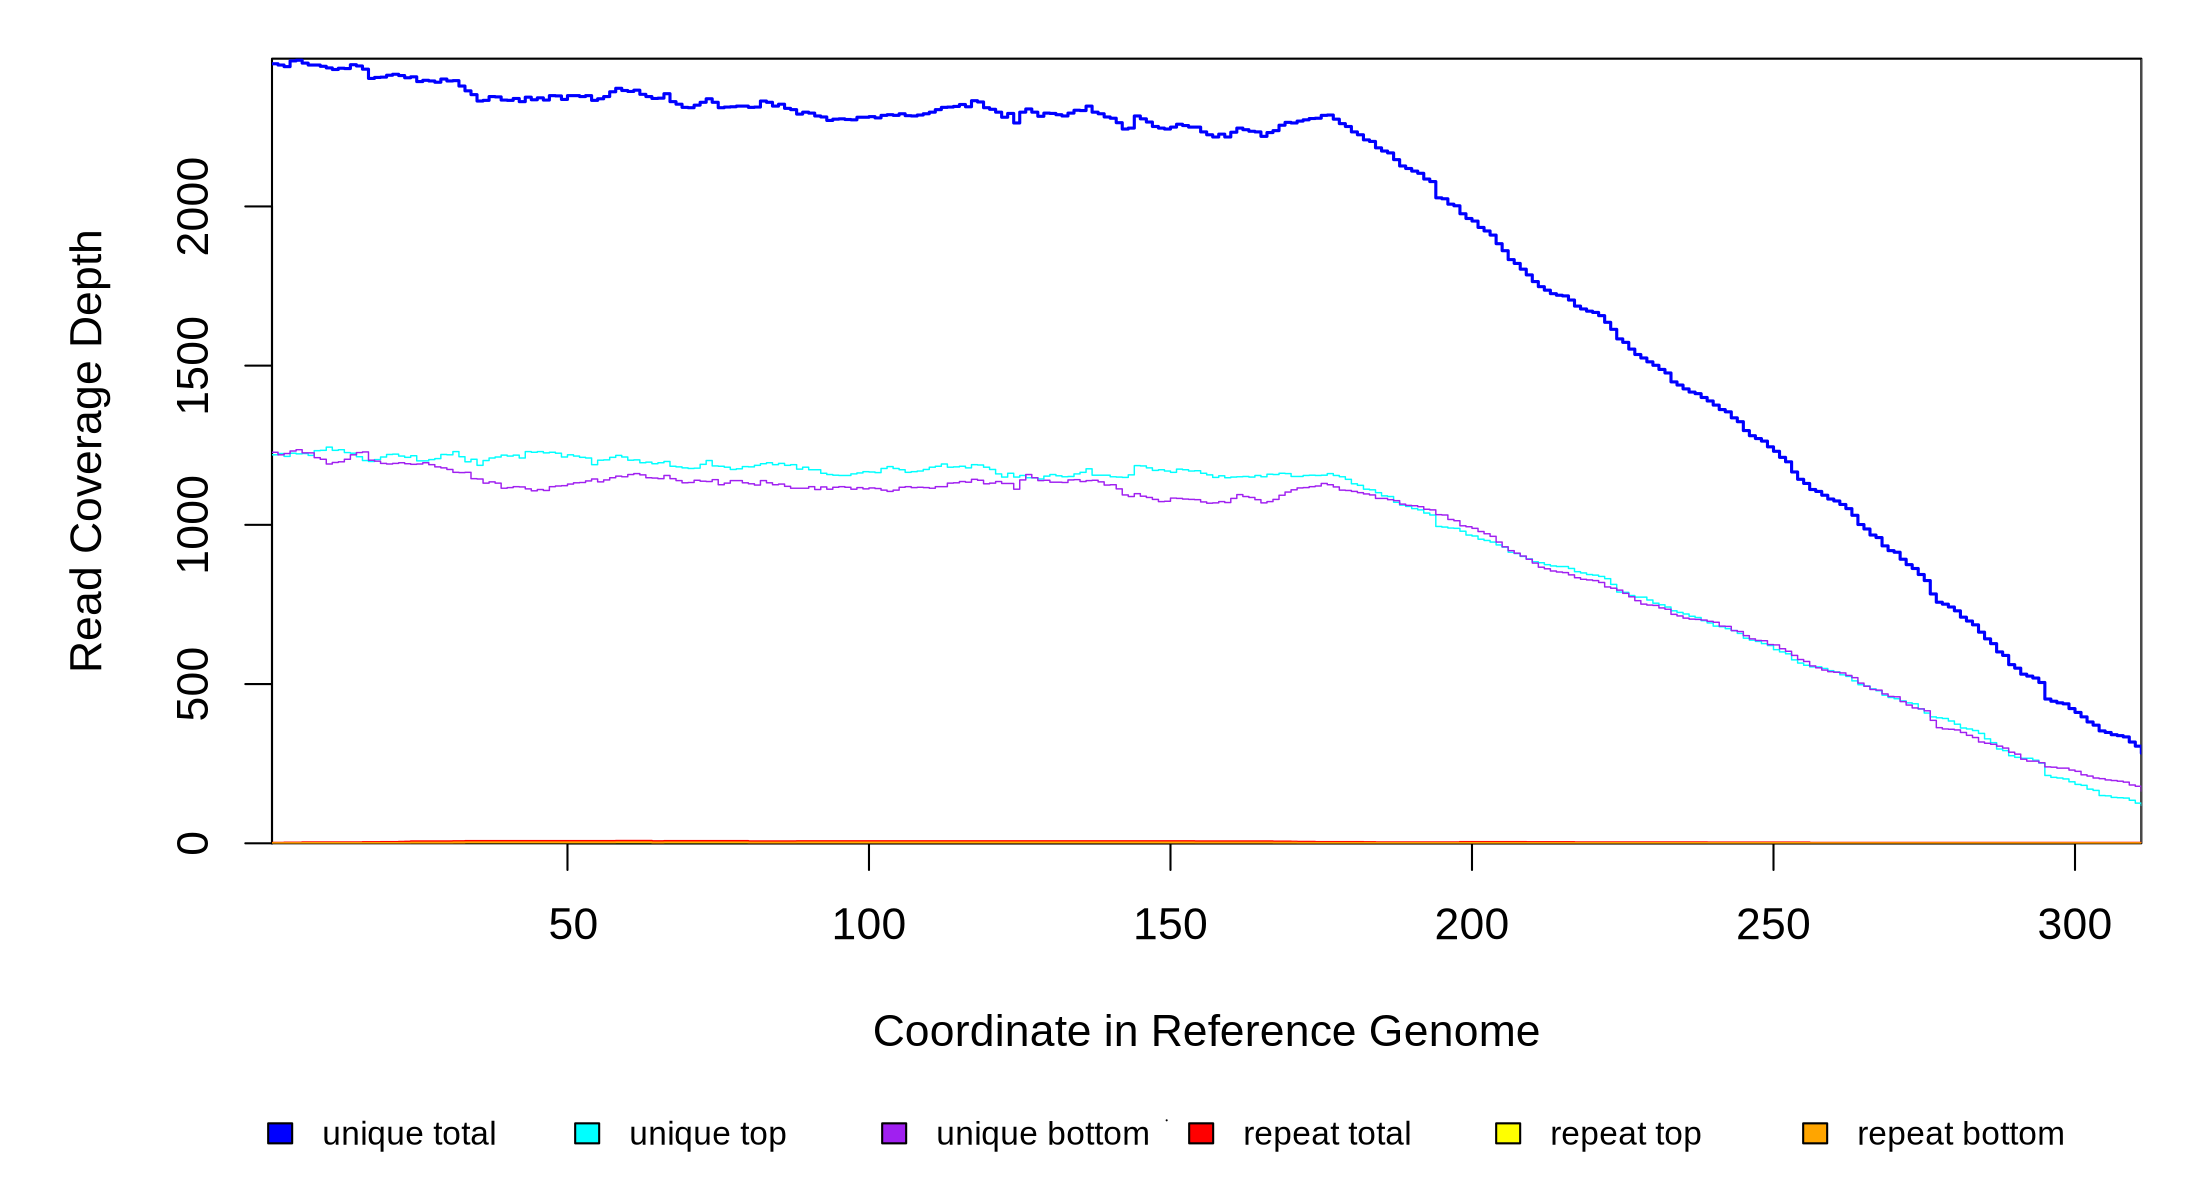 Read Coverage Depth
2000
1500
1000
500
0
50 100 150 200 250 300
Coordinate in Reference Genome
unique total unique top unique bottom repeat total repeat top repeat bottom